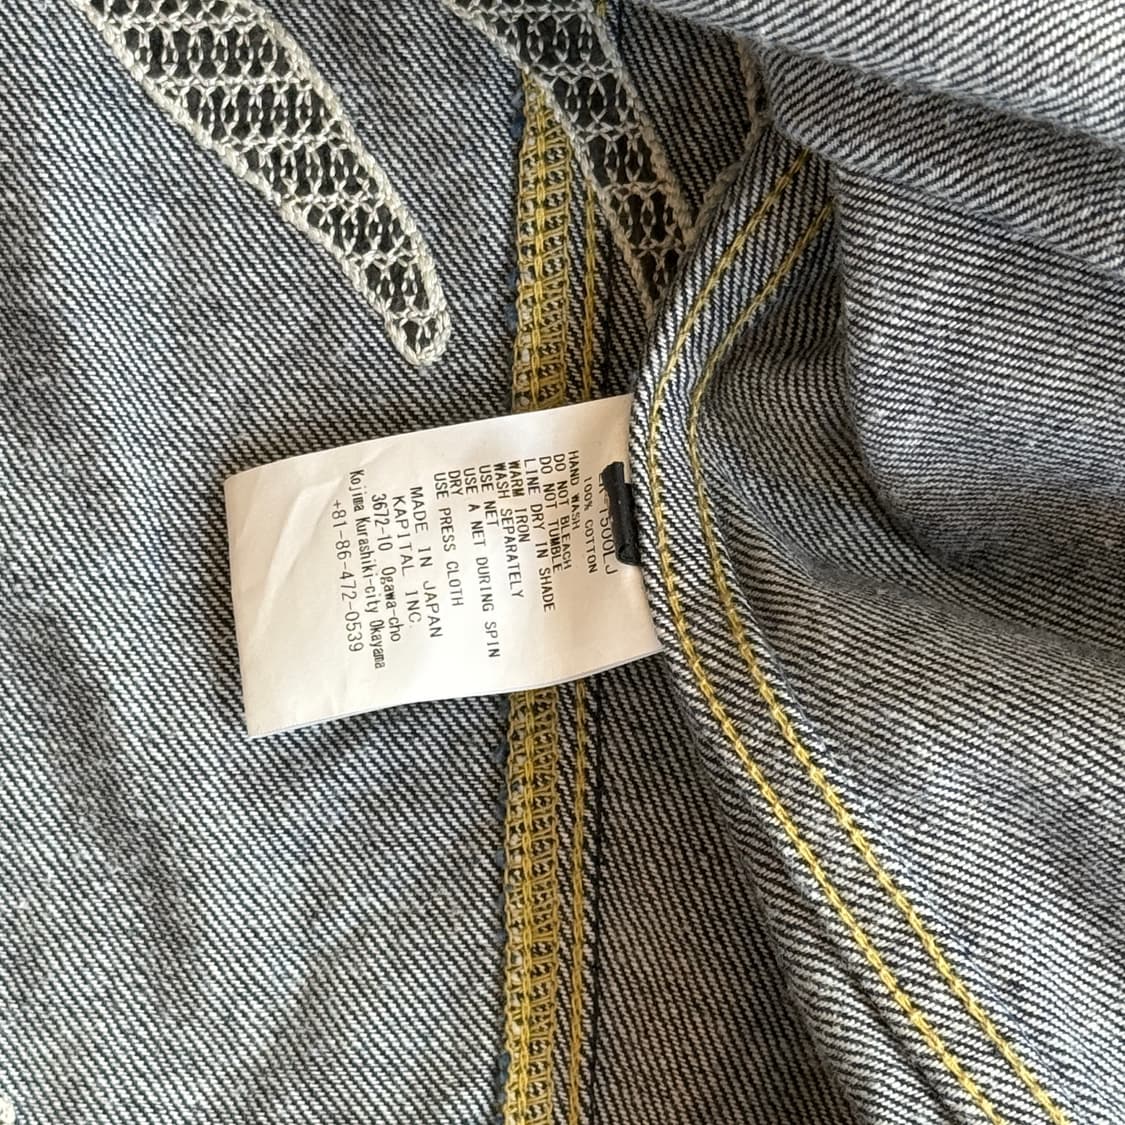 100% COTTON
HAND WASH
DO NOT BLEACH
DO NOT TUMBLE
LINE DRY IN SHADE
WARM IRON
WASH SEPARATELY
USE NET
USE A NET DURING SPIN
DRY
USE PRESS CLOTH
MADE IN JAPAN
KAPITAL INC.
3672-10 Ogawa-cho
Kojima Kurashiki-city Okayama
+81-86-472-0539